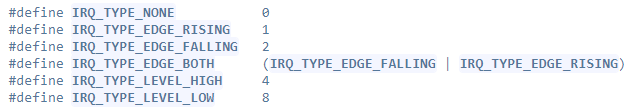 #define IRQ_TYPE_NONE 0
#define IRQ_TYPE_EDGE_RISING 1
#define IRQ_TYPE_EDGE_FALLING 2
#define IRQ_TYPE_EDGE_BOTH (IRQ_TYPE_EDGE_FALLING | IRQ_TYPE_EDGE_RISING)
#define IRQ_TYPE_LEVEL_HIGH 4
#define IRQ_TYPE_LEVEL_LOW 8